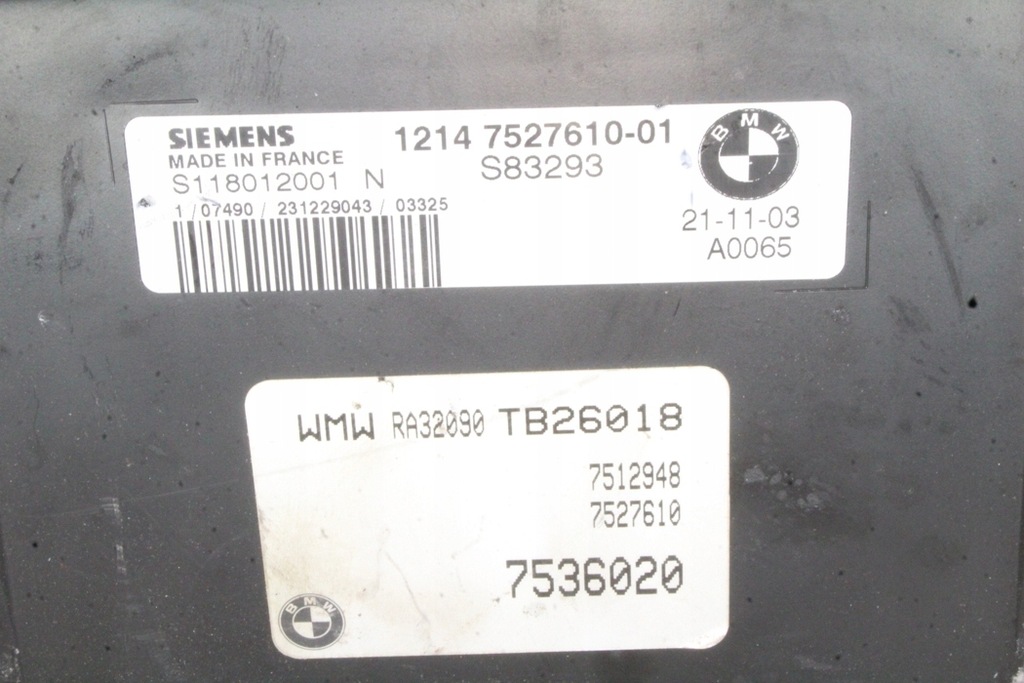 SIEMENS 1214 7527610-01 BMW
MADE IN FRANCE S83293
S118012001 N
1 / 07490 / 231229043 / 03325
21-11-03
A0065
WMW RA32090 TB26018
7512948
7527610
7536020
BMW